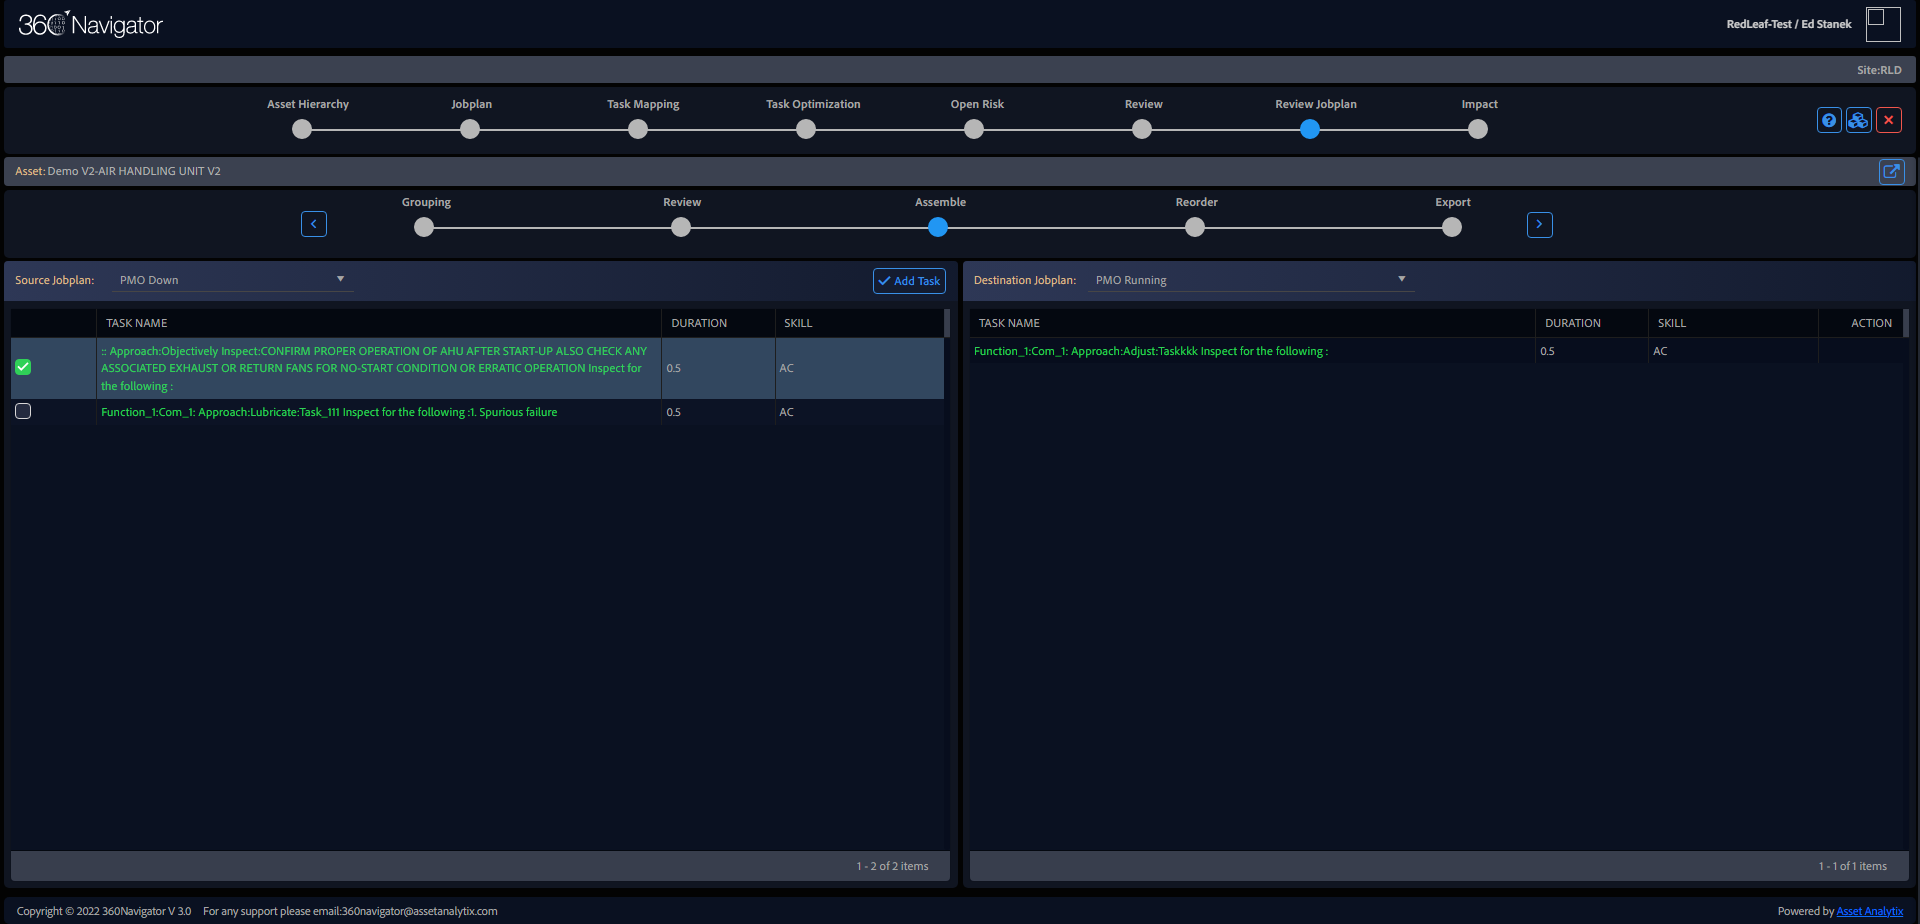 360 Navigator
RedLeaf-Test / Ed Stanek
Site:RLD
Asset Hierarchy
Jobplan
Task Mapping
Task Optimization
Open Risk
Review
Review Jobplan
Impact
Asset: Demo V2-AIR HANDLING UNIT V2
Grouping
Review
Assemble
Reorder
Export
Source Jobplan: PMO Down
Add Task
TASK NAME DURATION SKILL
:: Approach:Objectively Inspect:CONFIRM PROPER OPERATION OF AHU AFTER START-UP ALSO CHECK ANY
ASSOCIATED EXHAUST OR RETURN FANS FOR NO-START CONDITION OR ERRATIC OPERATION Inspect for
the following :
0.5 AC
Function_1:Com_1: Approach:Lubricate:Task_111 Inspect for the following :1. Spurious failure 0.5 AC
1 - 2 of 2 items
Destination Jobplan: PMO Running
TASK NAME DURATION SKILL ACTION
Function_1:Com_1: Approach:Adjust:Taskkkk Inspect for the following : 0.5 AC
1 - 1 of 1 items
Copyright © 2022 360Navigator V 3.0 For any support please email:360navigator@assetanalytix.com
Powered by Asset Analytix